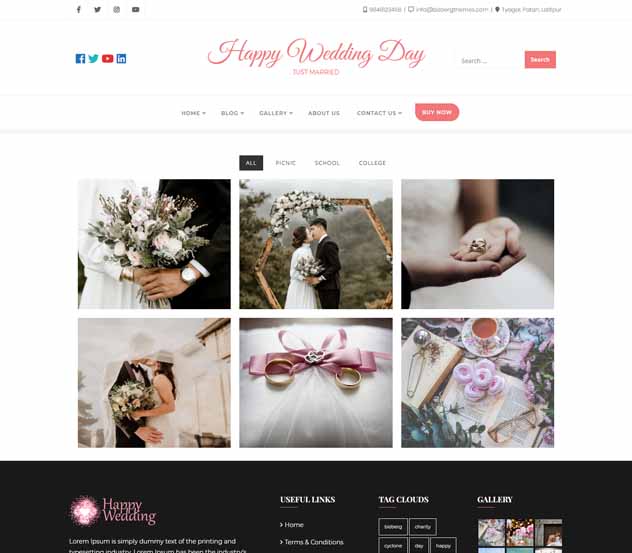 9846823456 | info@bizbergthemes.com | Tyagal, Patan, Lalitpur
Happy Wedding Day
JUST MARRIED
Search ...
Search
HOME BLOG GALLERY ABOUT US CONTACT US BUY NOW
ALL PICNIC SCHOOL COLLEGE
Happy Wedding
Lorem Ipsum is simply dummy text of the printing and
typesetting industry. Lorem Ipsum has been the industry's
USEFUL LINKS
Home
Terms & Conditions
TAG CLOUDS
bizberg charity
cyclone day happy
GALLERY